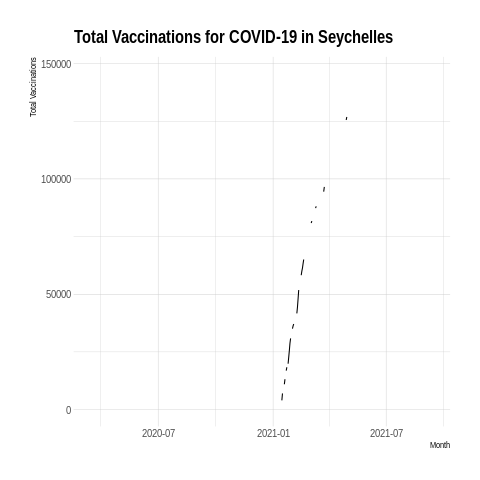 Total Vaccinations for COVID-19 in Seychelles
Total Vaccinations
150000
100000
50000
0
2020-07
2021-01
2021-07
Month